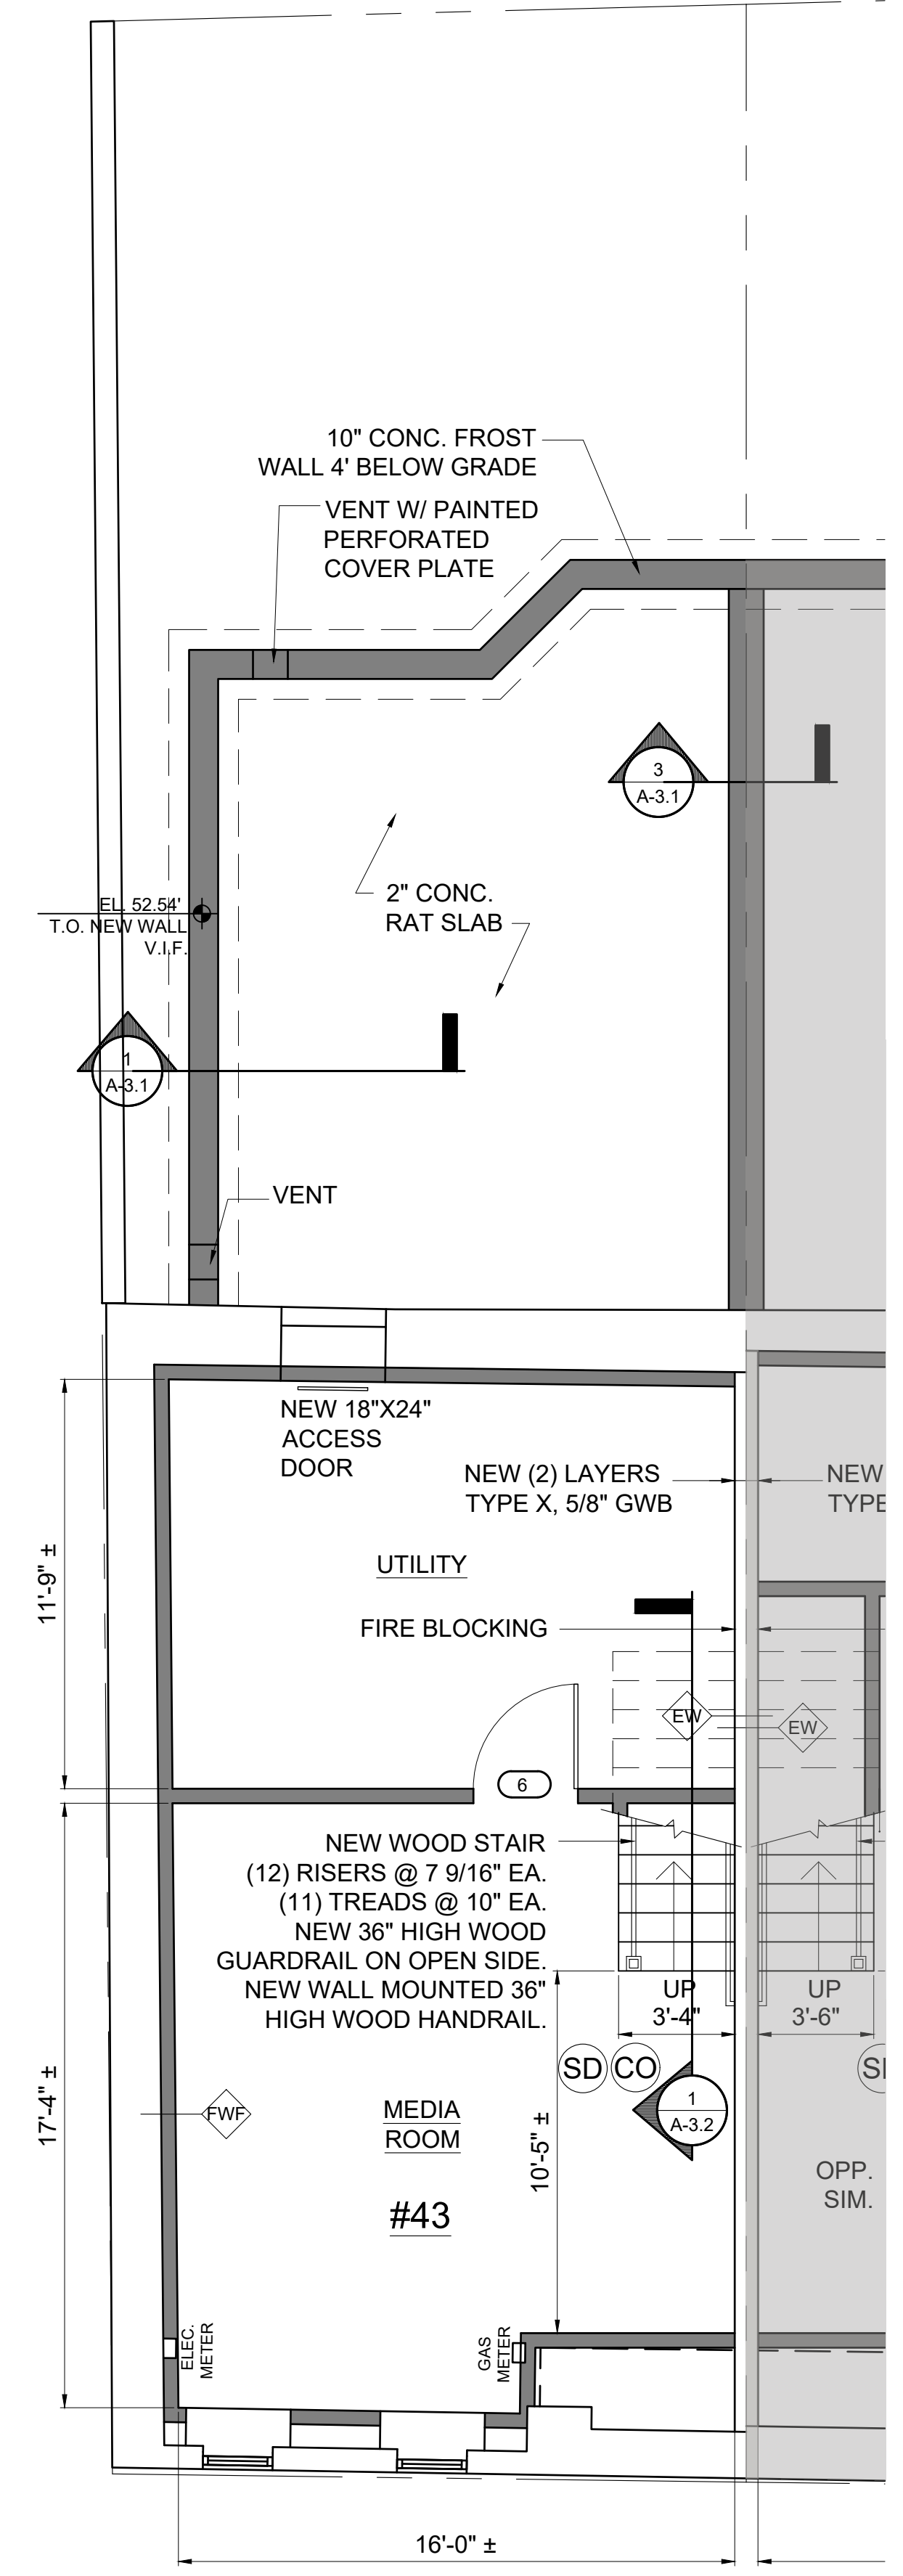 10" CONC. FROST
WALL 4' BELOW GRADE
VENT W/ PAINTED
PERFORATED
COVER PLATE
3
A-3.1
2" CONC.
RAT SLAB
EL. 52.54'
T.O. NEW WALL
V.I.F.
1
A-3.1
VENT
NEW 18"X24"
ACCESS
DOOR
NEW (2) LAYERS
TYPE X, 5/8" GWB
NEW
TYPE
11'-9" ±
UTILITY
FIRE BLOCKING
EW
EW
6
NEW WOOD STAIR
(12) RISERS @ 7 9/16" EA.
(11) TREADS @ 10" EA.
NEW 36" HIGH WOOD
GUARDRAIL ON OPEN SIDE.
NEW WALL MOUNTED 36"
HIGH WOOD HANDRAIL.
UP
3'-4"
UP
3'-6"
SD
CO
17'-4" ±
FWF
MEDIA
ROOM
10'-5" ±
1
A-3.2
OPP.
SIM.
#43
ELEC.
METER
GAS
METER
16'-0" ±